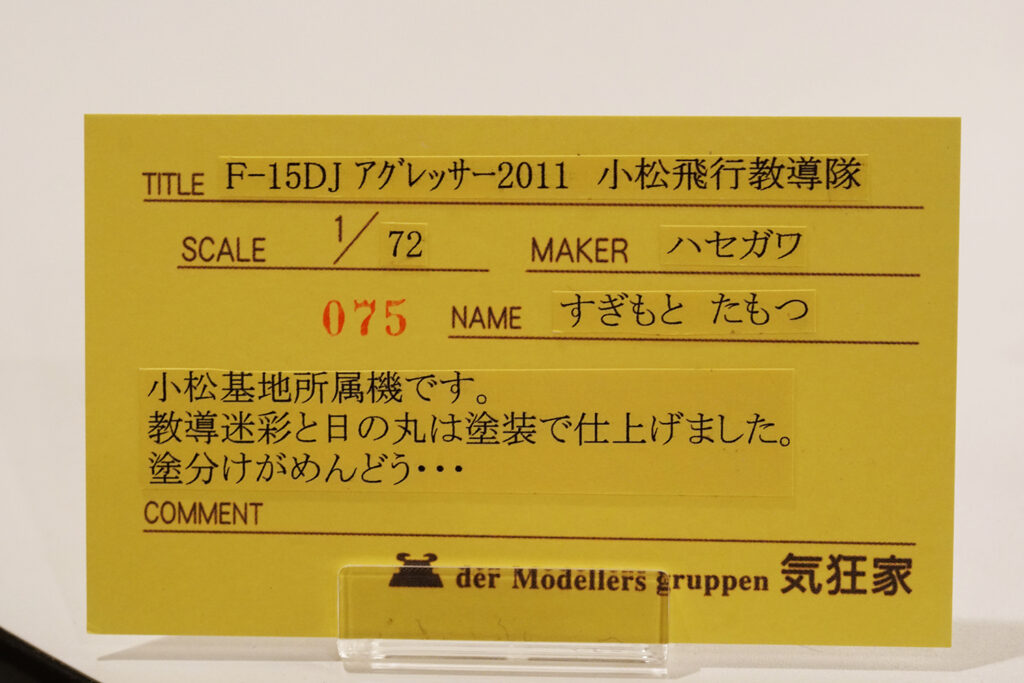 TITLE F-15DJ アグレッサー2011 小松飛行教導隊
SCALE 1/72 MAKER ハセガワ
075 NAME すぎもと たもつ
小松基地所属機です。
教導迷彩と日の丸は塗装で仕上げました。
塗分けがめんどう・・・
COMMENT
der Modellers gruppen 気狂家